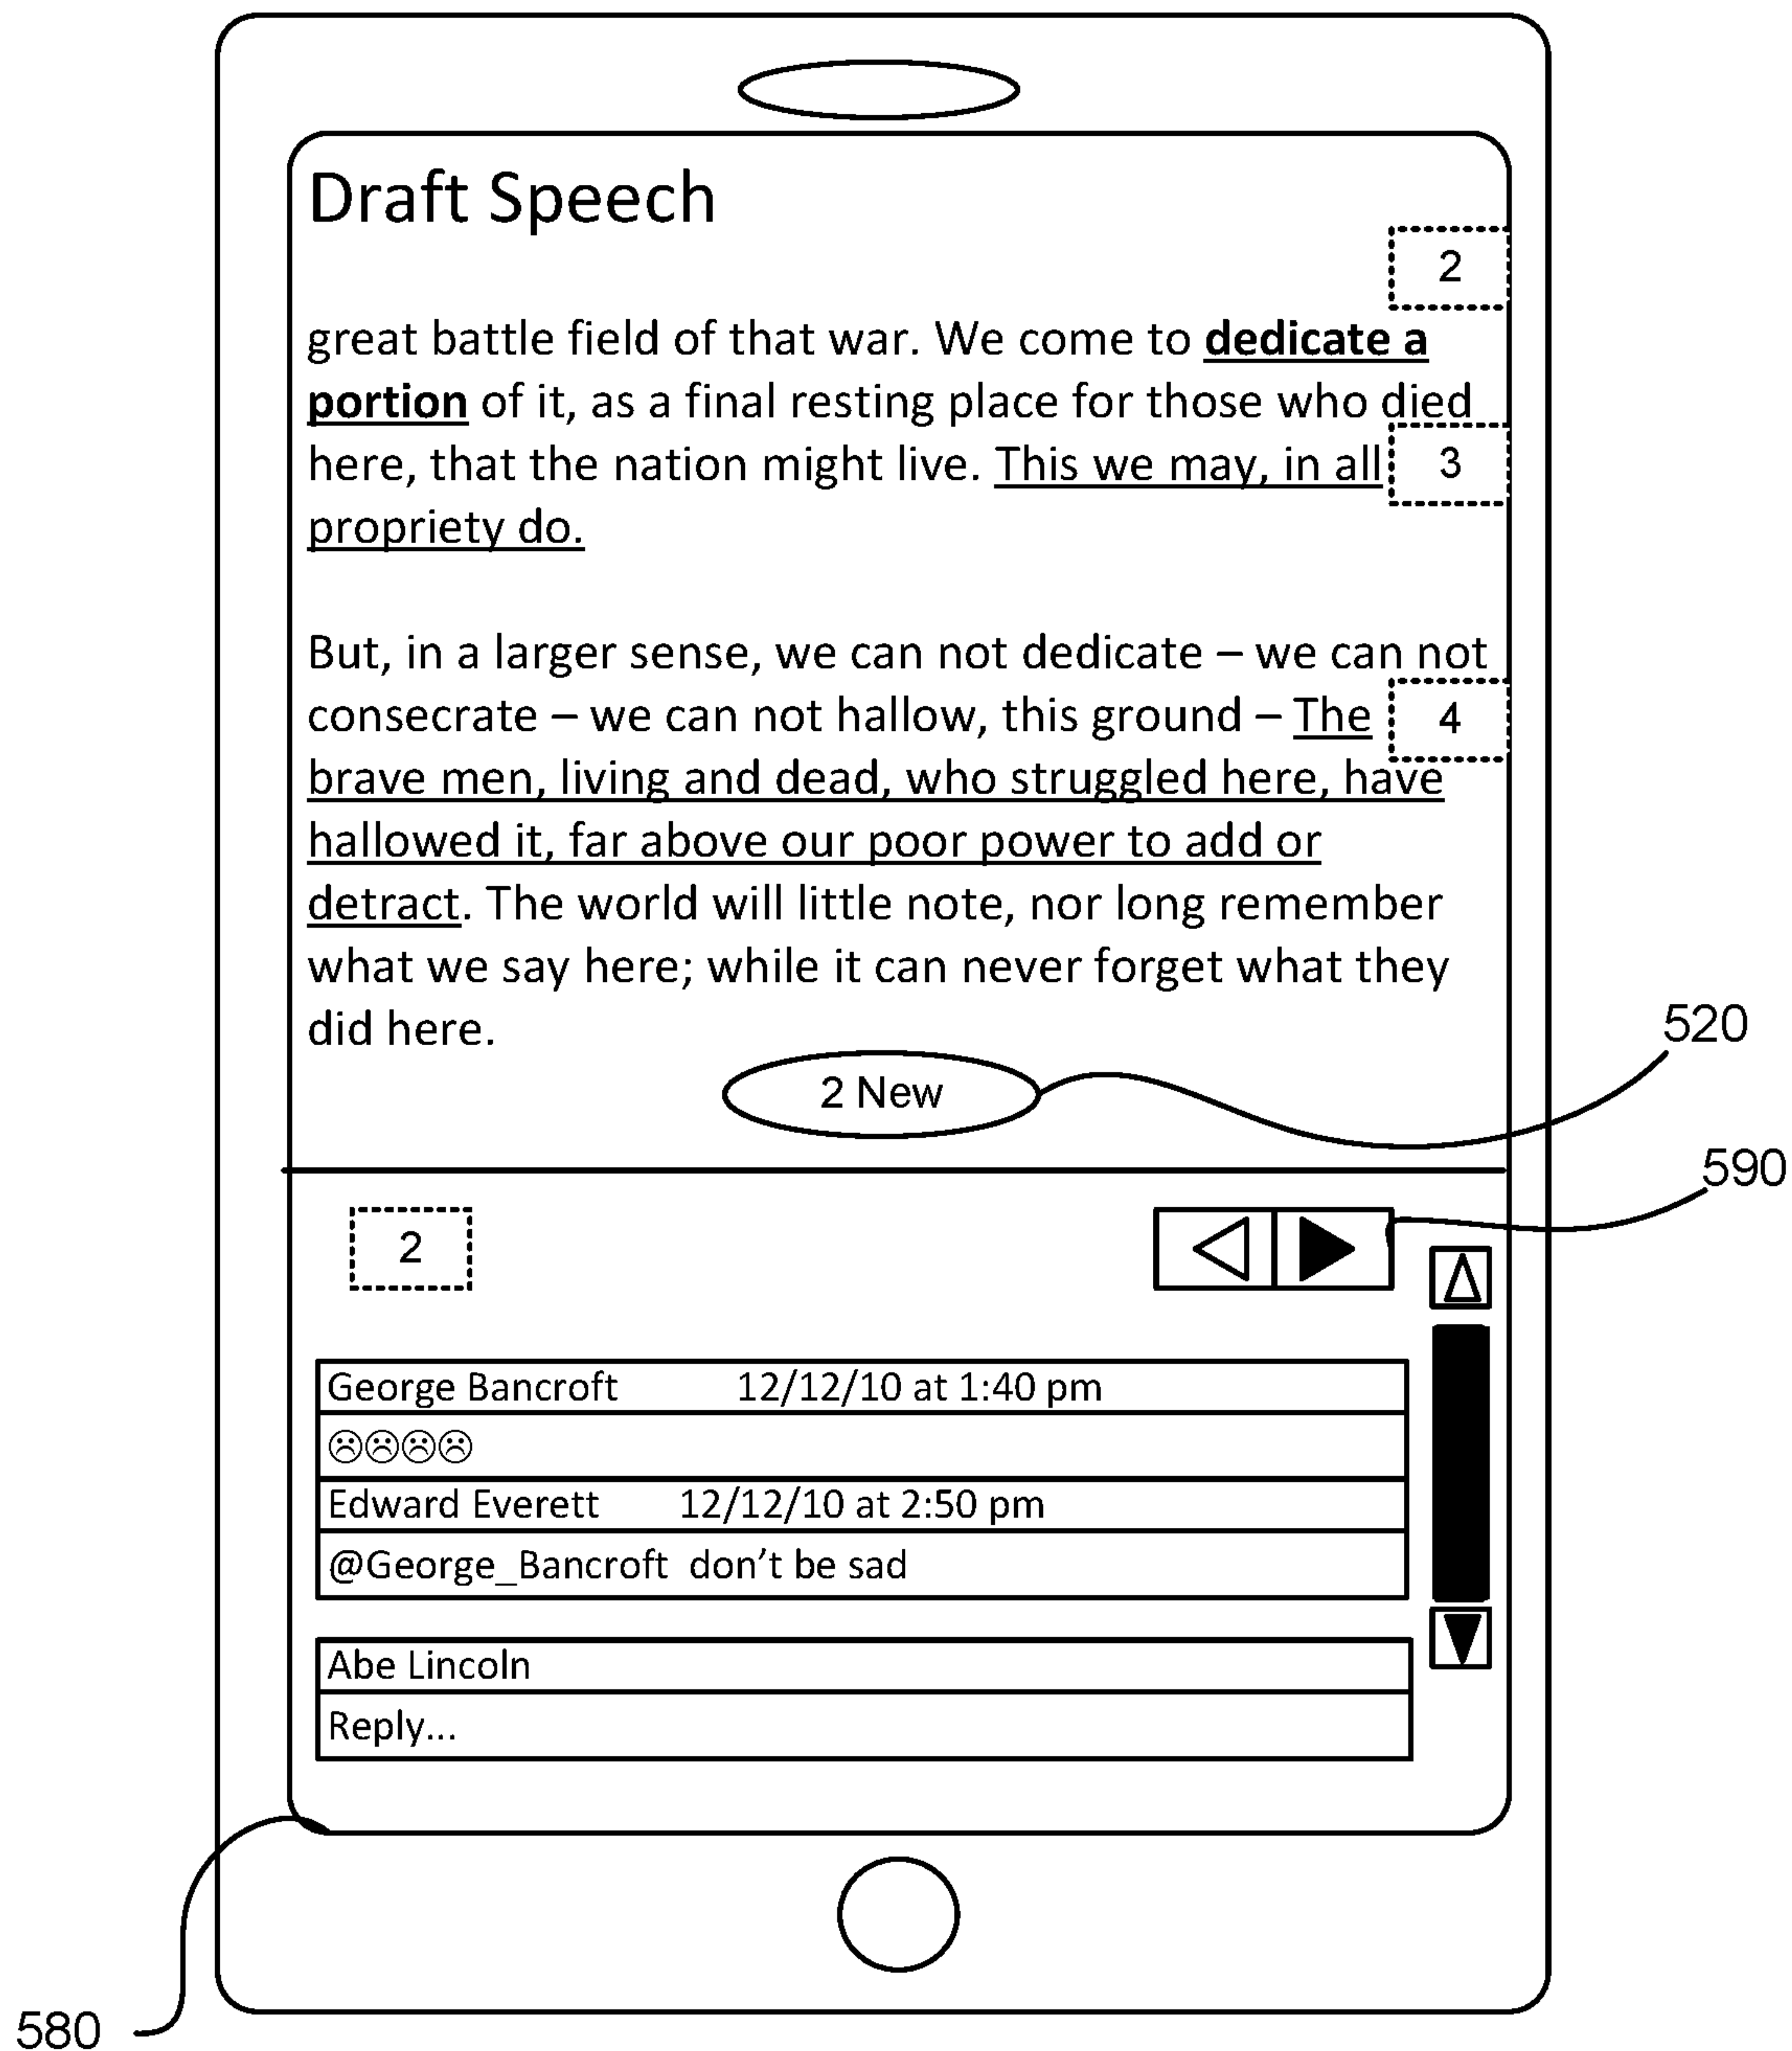 Draft Speech
2
great battle field of that war. We come to dedicate a
portion of it, as a final resting place for those who died
here, that the nation might live. This we may, in all
3
propriety do.
But, in a larger sense, we can not dedicate – we can not
consecrate – we can not hallow, this ground – The
4
brave men, living and dead, who struggled here, have
hallowed it, far above our poor power to add or
detract. The world will little note, nor long remember
what we say here; while it can never forget what they
did here.
520
2 New
590
2
George Bancroft 12/12/10 at 1:40 pm
☹☹☹☹
Edward Everett 12/12/10 at 2:50 pm
@George_Bancroft don’t be sad
Abe Lincoln
Reply...
580